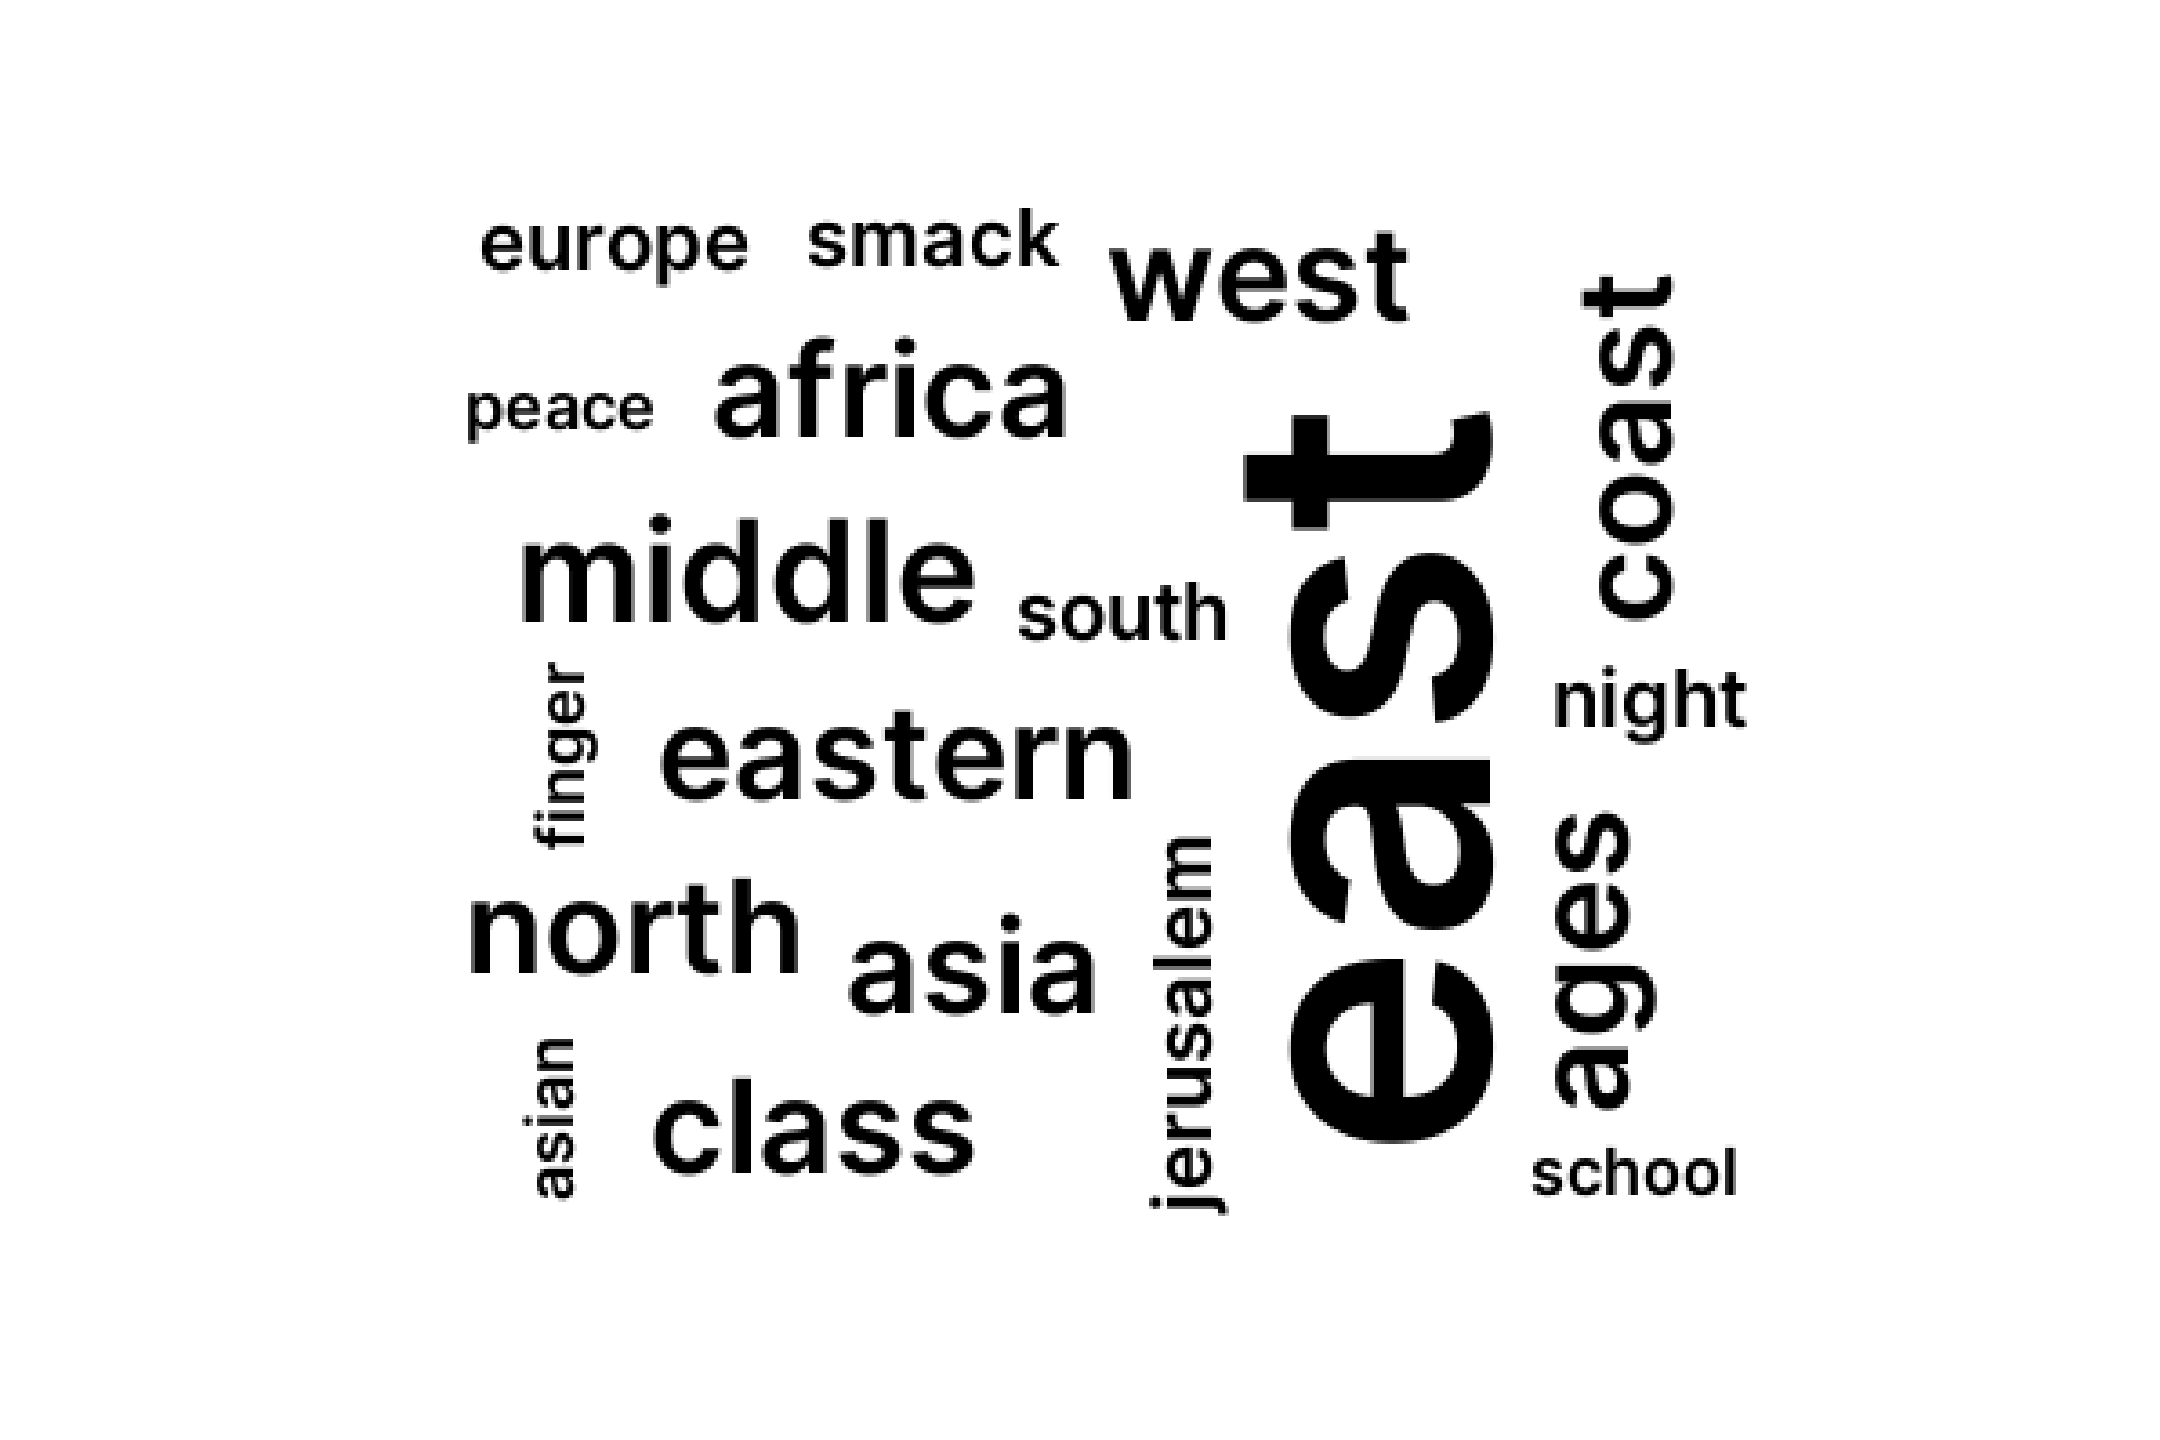 europe smack west
coast
peace africa
east
middle south
finger
night
eastern
ages
jerusalem
north asia
asian
class
school